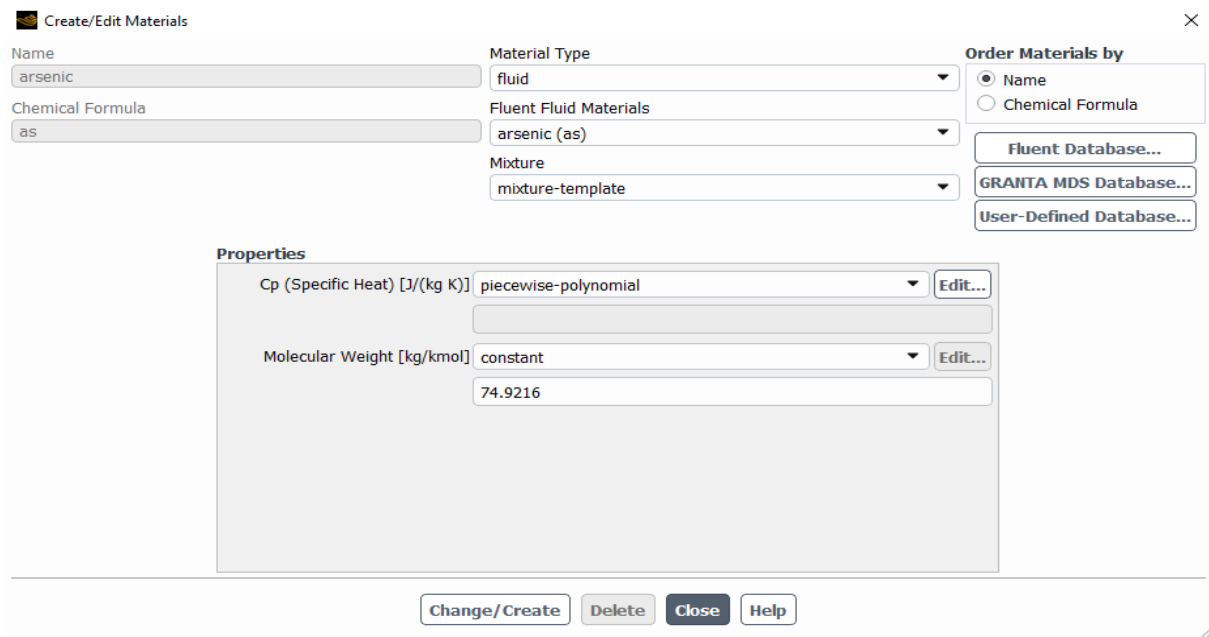 Create/Edit Materials
Name
arsenic
Chemical Formula
as
Material Type
fluid
Fluent Fluid Materials
arsenic (as)
Mixture
mixture-template
Order Materials by
Name
Chemical Formula
Fluent Database...
GRANTA MDS Database...
User-Defined Database...
Properties
Cp (Specific Heat) [J/(kg K)] piecewise-polynomial Edit...
Molecular Weight [kg/kmol] constant Edit...
74.9216
Change/Create Delete Close Help